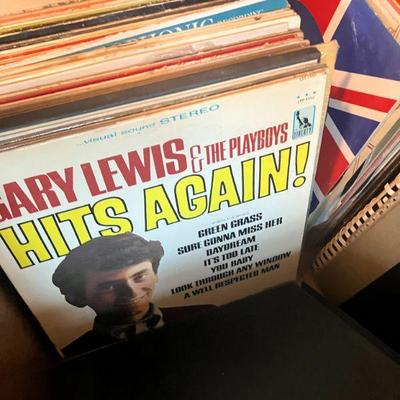 ...visual sound STEREO
GARY LEWIS & THE PLAYBOYS
HITS AGAIN!
LIBERTY
GREEN GRASS
SURE GONNA MISS HER
DAYDREAM
IT'S TOO LATE
YOU BABY
LOOK THROUGH ANY WINDOW
A WELL RESPECTED MAN